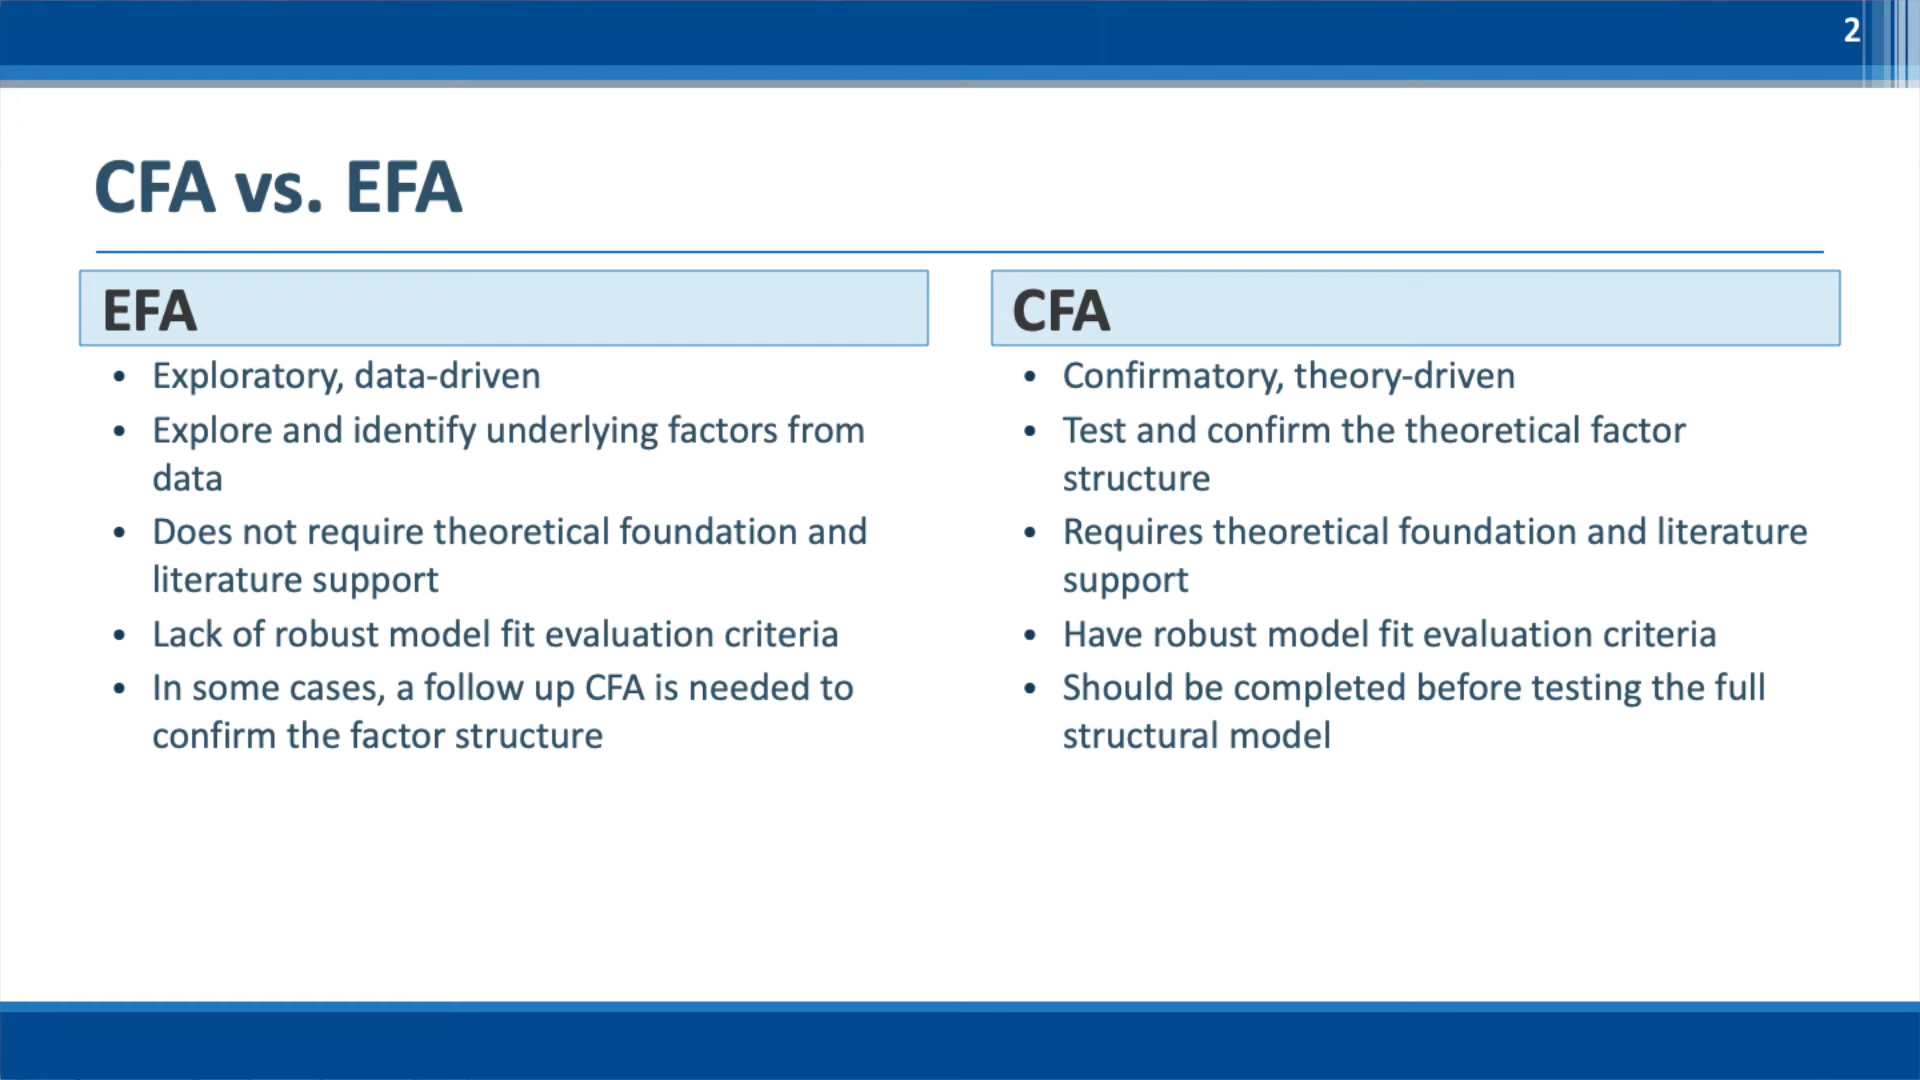 2
CFA vs. EFA
EFA
• Exploratory, data-driven
• Explore and identify underlying factors from
data
• Does not require theoretical foundation and
literature support
• Lack of robust model fit evaluation criteria
• In some cases, a follow up CFA is needed to
confirm the factor structure
CFA
• Confirmatory, theory-driven
• Test and confirm the theoretical factor
structure
• Requires theoretical foundation and literature
support
• Have robust model fit evaluation criteria
• Should be completed before testing the full
structural model